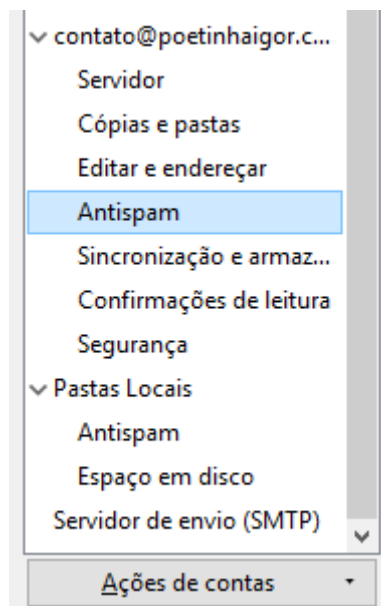 contato@poetinhaigor.c...
Servidor
Cópias e pastas
Editar e endereçar
Antispam
Sincronização e armaz...
Confirmações de leitura
Segurança
Pastas Locais
Antispam
Espaço em disco
Servidor de envio (SMTP)
Ações de contas